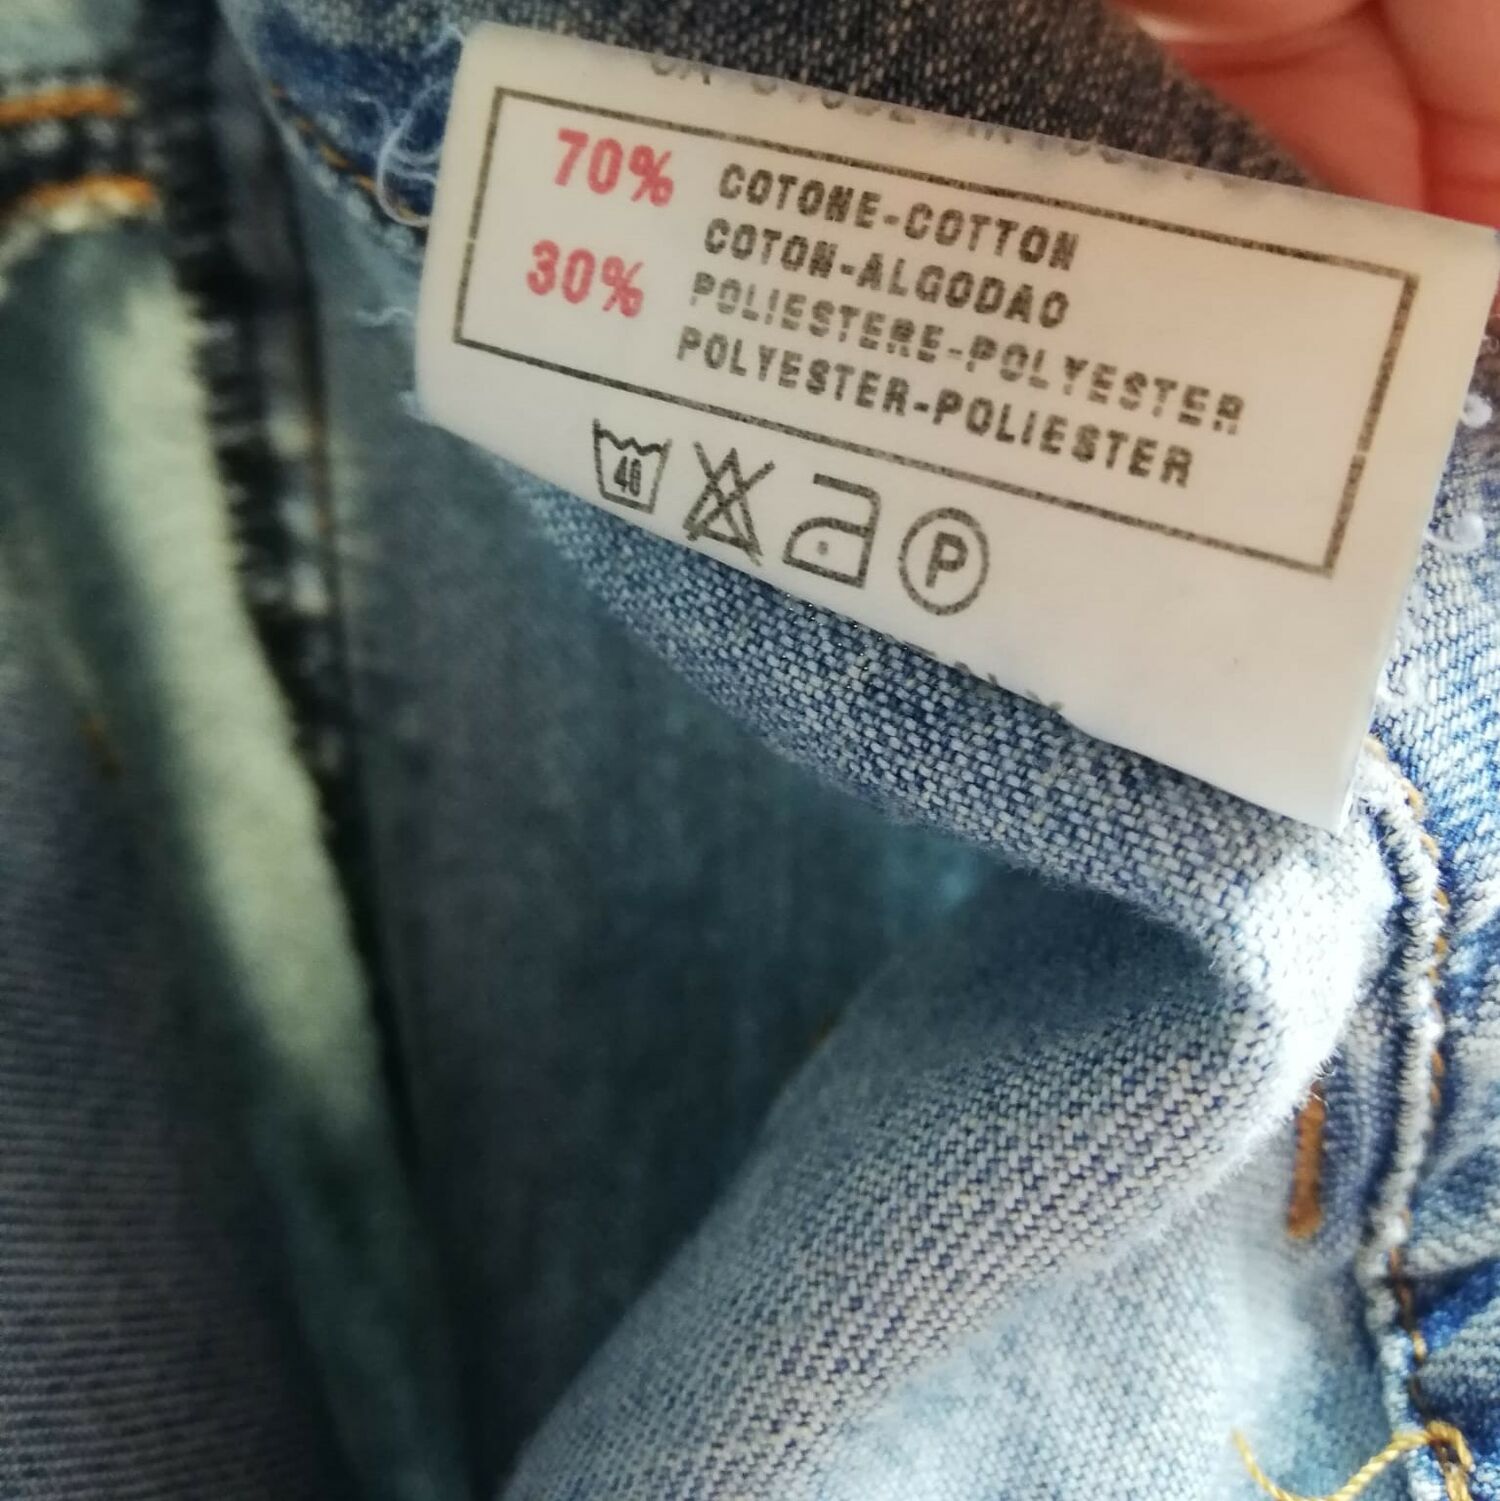 70% COTONE-COTTON
COTON-ALGODAO
30% POLIESTERE-POLYESTER
POLYESTER-POLIESTER
40
P